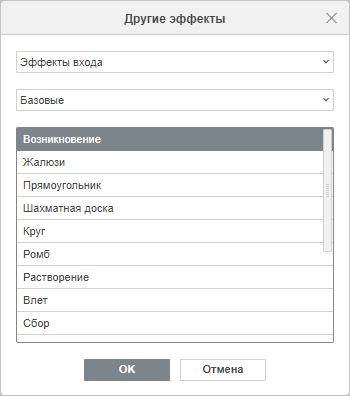 Другие эффекты
Эффекты входа
Базовые
Возникновение
Жалюзи
Прямоугольник
Шахматная доска
Круг
Ромб
Растворение
Влет
Сбор
OK
Отмена